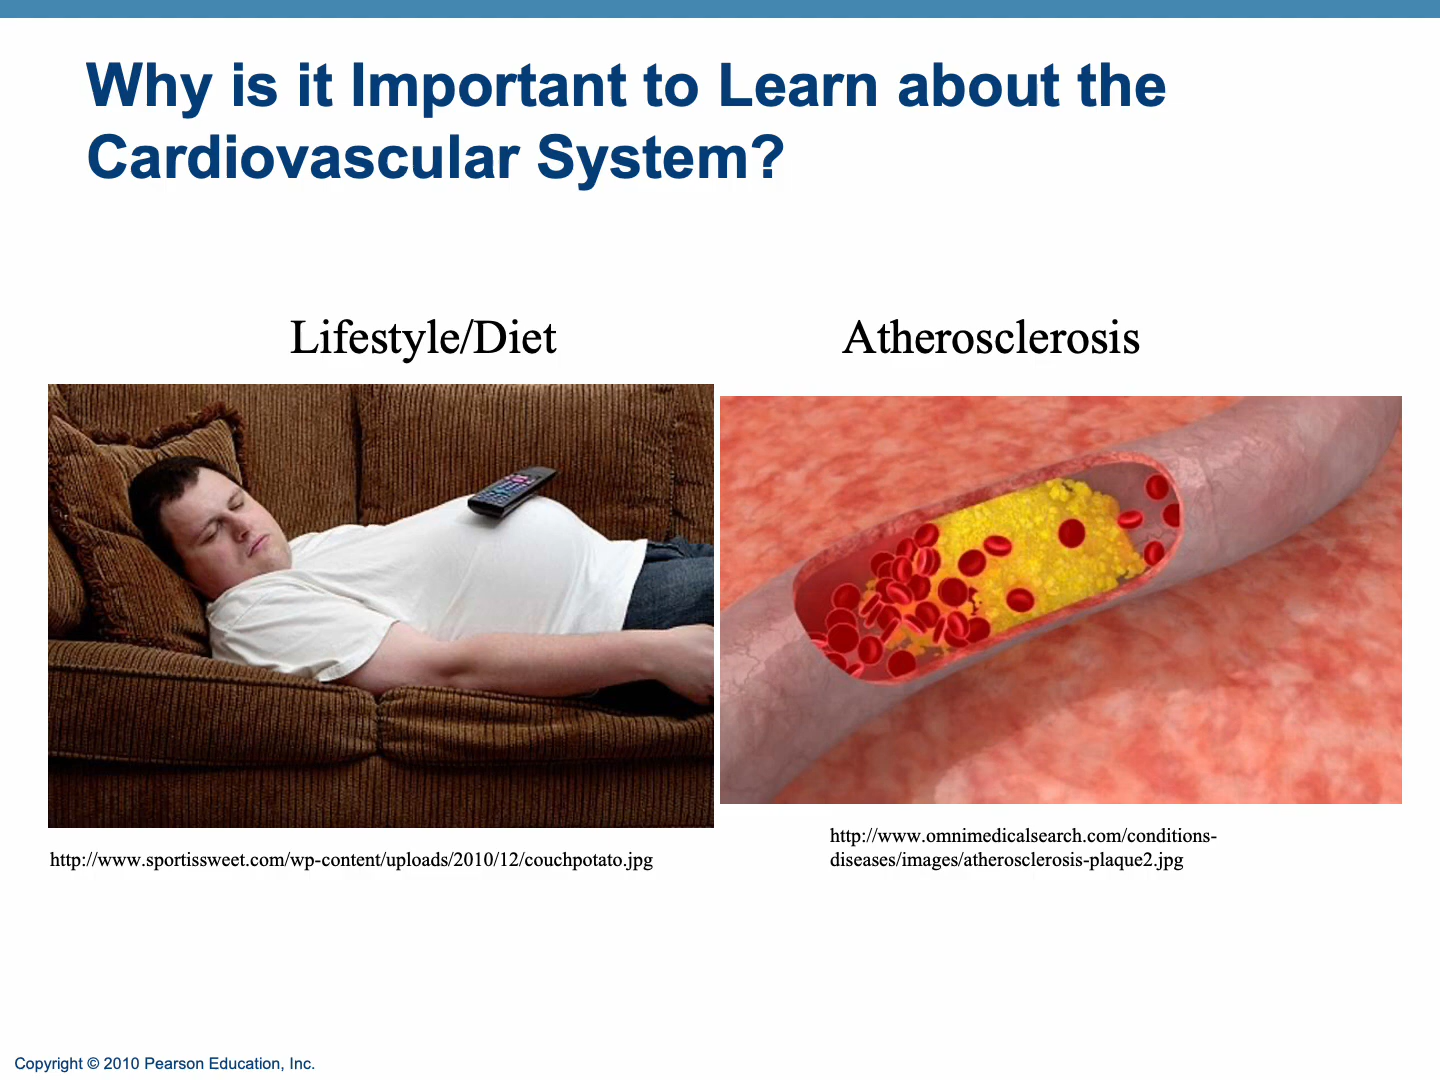 Why is it Important to Learn about the
Cardiovascular System?
Lifestyle/Diet
Atherosclerosis
http://www.sportissweet.com/wp-content/uploads/2010/12/couchpotato.jpg
http://www.omnimedicalsearch.com/conditions-
diseases/images/atherosclerosis-plaque2.jpg
Copyright © 2010 Pearson Education, Inc.